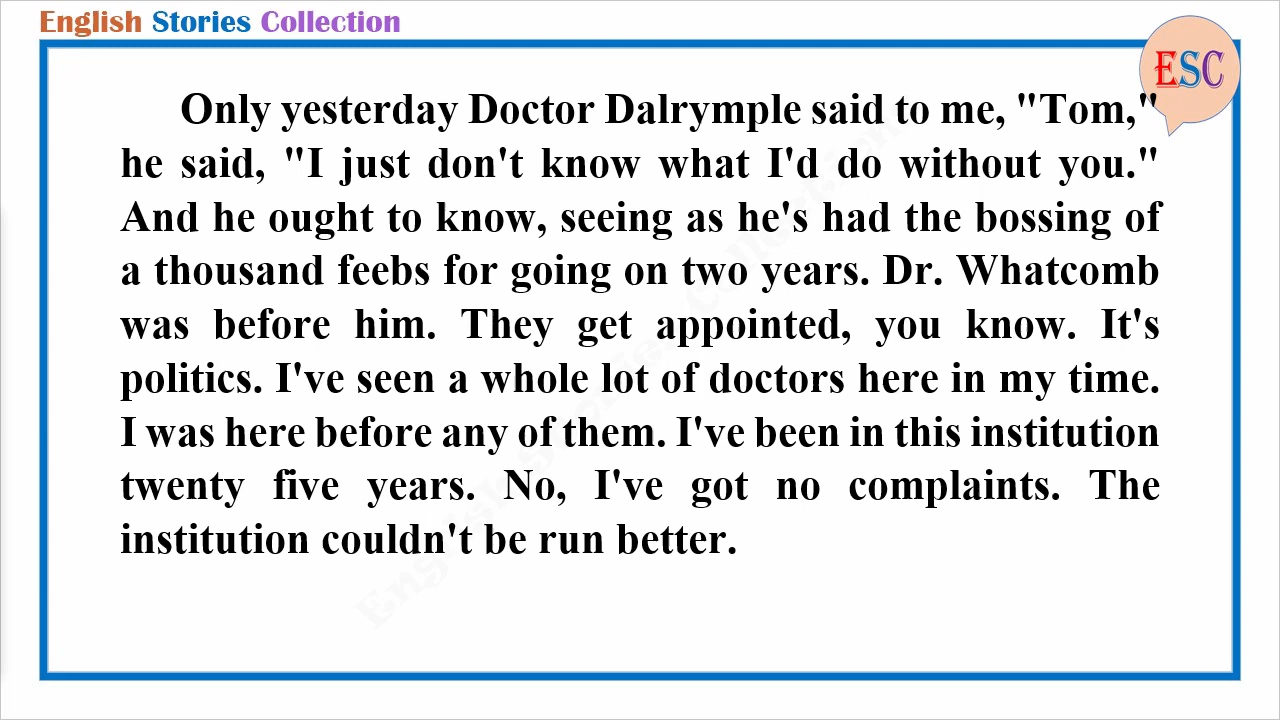 English Stories Collection
ESC
Only yesterday Doctor Dalrymple said to me, "Tom,"
he said, "I just don't know what I'd do without you."
And he ought to know, seeing as he's had the bossing of
a thousand feebs for going on two years. Dr. Whatcomb
was before him. They get appointed, you know. It's
politics. I've seen a whole lot of doctors here in my time.
I was here before any of them. I've been in this institution
twenty five years. No, I've got no complaints. The
institution couldn't be run better.
English Stories Collection